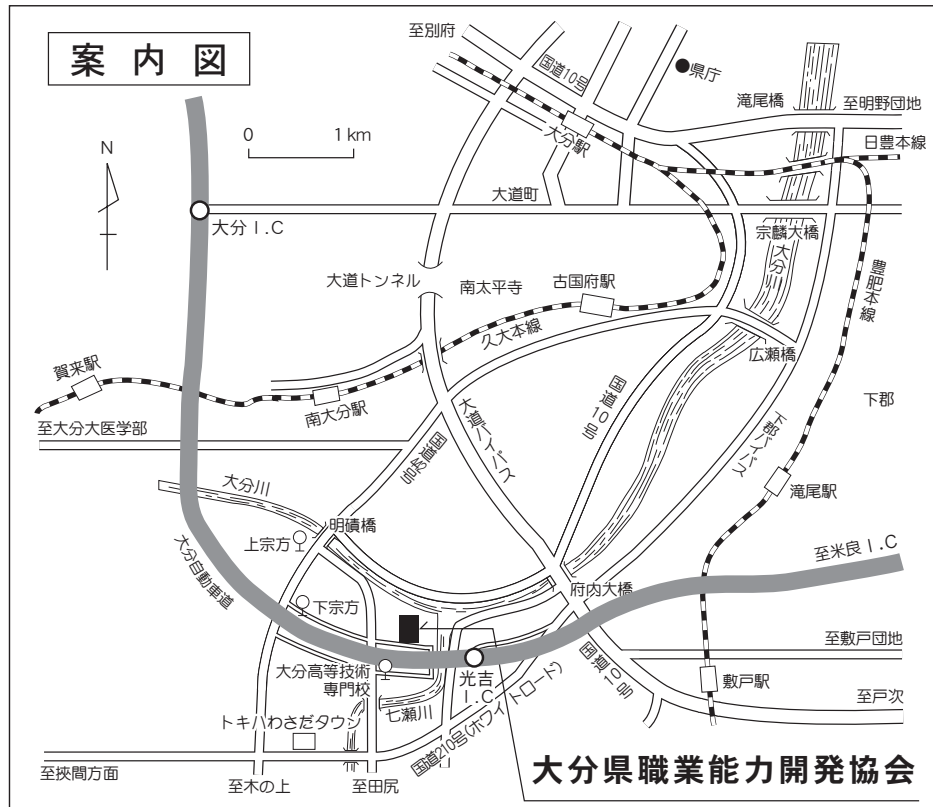 案内図
至別府
国道10号
県庁
滝尾橋
至明野団地
大分駅
日豊本線
0 1km
N
大道町
大分I.C
宗麟大橋
大分
大道トンネル
南太平寺
古国府駅
豊肥本線
久大本線
広瀬橋
賀来駅
南大分駅
国道10号
下郡
至大分大医学部
大道バイパス
国道210号
下郡バイパス
大分川
滝尾駅
明磧橋
上宗方
至米良I.C
大分自動車道
府内大橋
下宗方
至敷戸団地
大分高等技術
専門校
光吉
I.C
国道10号
敷戸駅
七瀬川
至戸次
トキハわさだタウン
国道210号(ホワイトロード)
大分県職業能力開発協会
至挾間方面
至木の上
至田尻